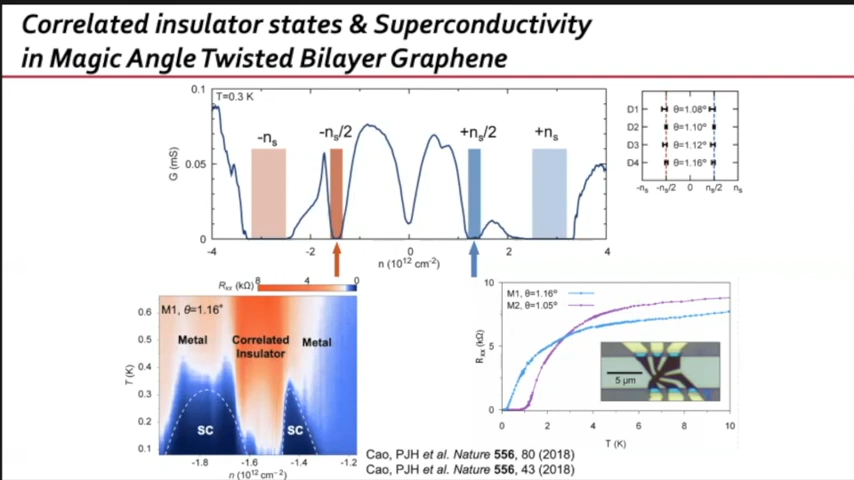 Correlated insulator states & Superconductivity
in Magic Angle Twisted Bilayer Graphene
T=0.3 K
-nₛ
-nₛ/2
+nₛ/2
+nₛ
G (mS)
0.1
0.05
0
-4
-2
0
2
4
n (10¹² cm⁻²)
D1 θ=1.08°
D2 θ=1.10°
D3 θ=1.12°
D4 θ=1.16°
-nₛ -nₛ/2 0 nₛ/2 nₛ
Rₓₓ (kΩ) 8 4 0
M1, θ=1.16°
Metal
Correlated
Insulator
Metal
SC
SC
T (K)
0.6
0.5
0.4
0.3
0.2
0.1
-1.8 -1.6 -1.4 -1.2
n (10¹² cm⁻²)
M1, θ=1.16°
M2, θ=1.05°
Rₓₓ (kΩ)
10
5
0
5 μm
0 2 4 6 8 10
T (K)
Cao, PJH et al. Nature 556, 80 (2018)
Cao, PJH et al. Nature 556, 43 (2018)